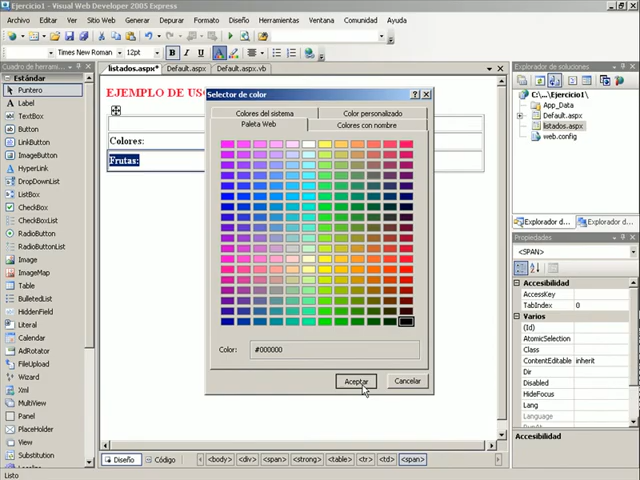 Ejercicio1 - Visual Web Developer 2005 Express
Archivo Editar Ver Sitio Web Generar Depurar Formato Diseño Herramientas Ventana Comunidad Ayuda
Times New Roman 12pt
Cuadro de herrami...
Estándar
Puntero
Label
TextBox
Button
LinkButton
ImageButton
HyperLink
DropDownList
ListBox
CheckBox
CheckBoxList
RadioButton
RadioButtonList
Image
ImageMap
Table
BulletedList
HiddenField
Literal
Calendar
AdRotator
FileUpload
Wizard
Xml
MultiView
Panel
PlaceHolder
View
Substitution
Localize
listados.aspx* Default.aspx Default.aspx.vb
EJEMPLO DE US
Colores:
Frutas:
Selector de color
Colores del sistema Color personalizado
Paleta Web Colores con nombre
Color: #000000
Aceptar Cancelar
Diseño Código <body> <div> <span> <strong> <table> <tr> <td> <span>
Explorador de soluciones
C:\...\Ejercicio1\
App_Data
Default.aspx
listados.aspx
web.config
Explorador d... Explorador d...
Propiedades
<SPAN>
Accesibilidad
AccessKey
TabIndex 0
Varios
(Id)
AtomicSelection
Class
ContentEditable inherit
Dir
Disabled
HideFocus
Lang
RuntimeAt
Accesibilidad
Listo